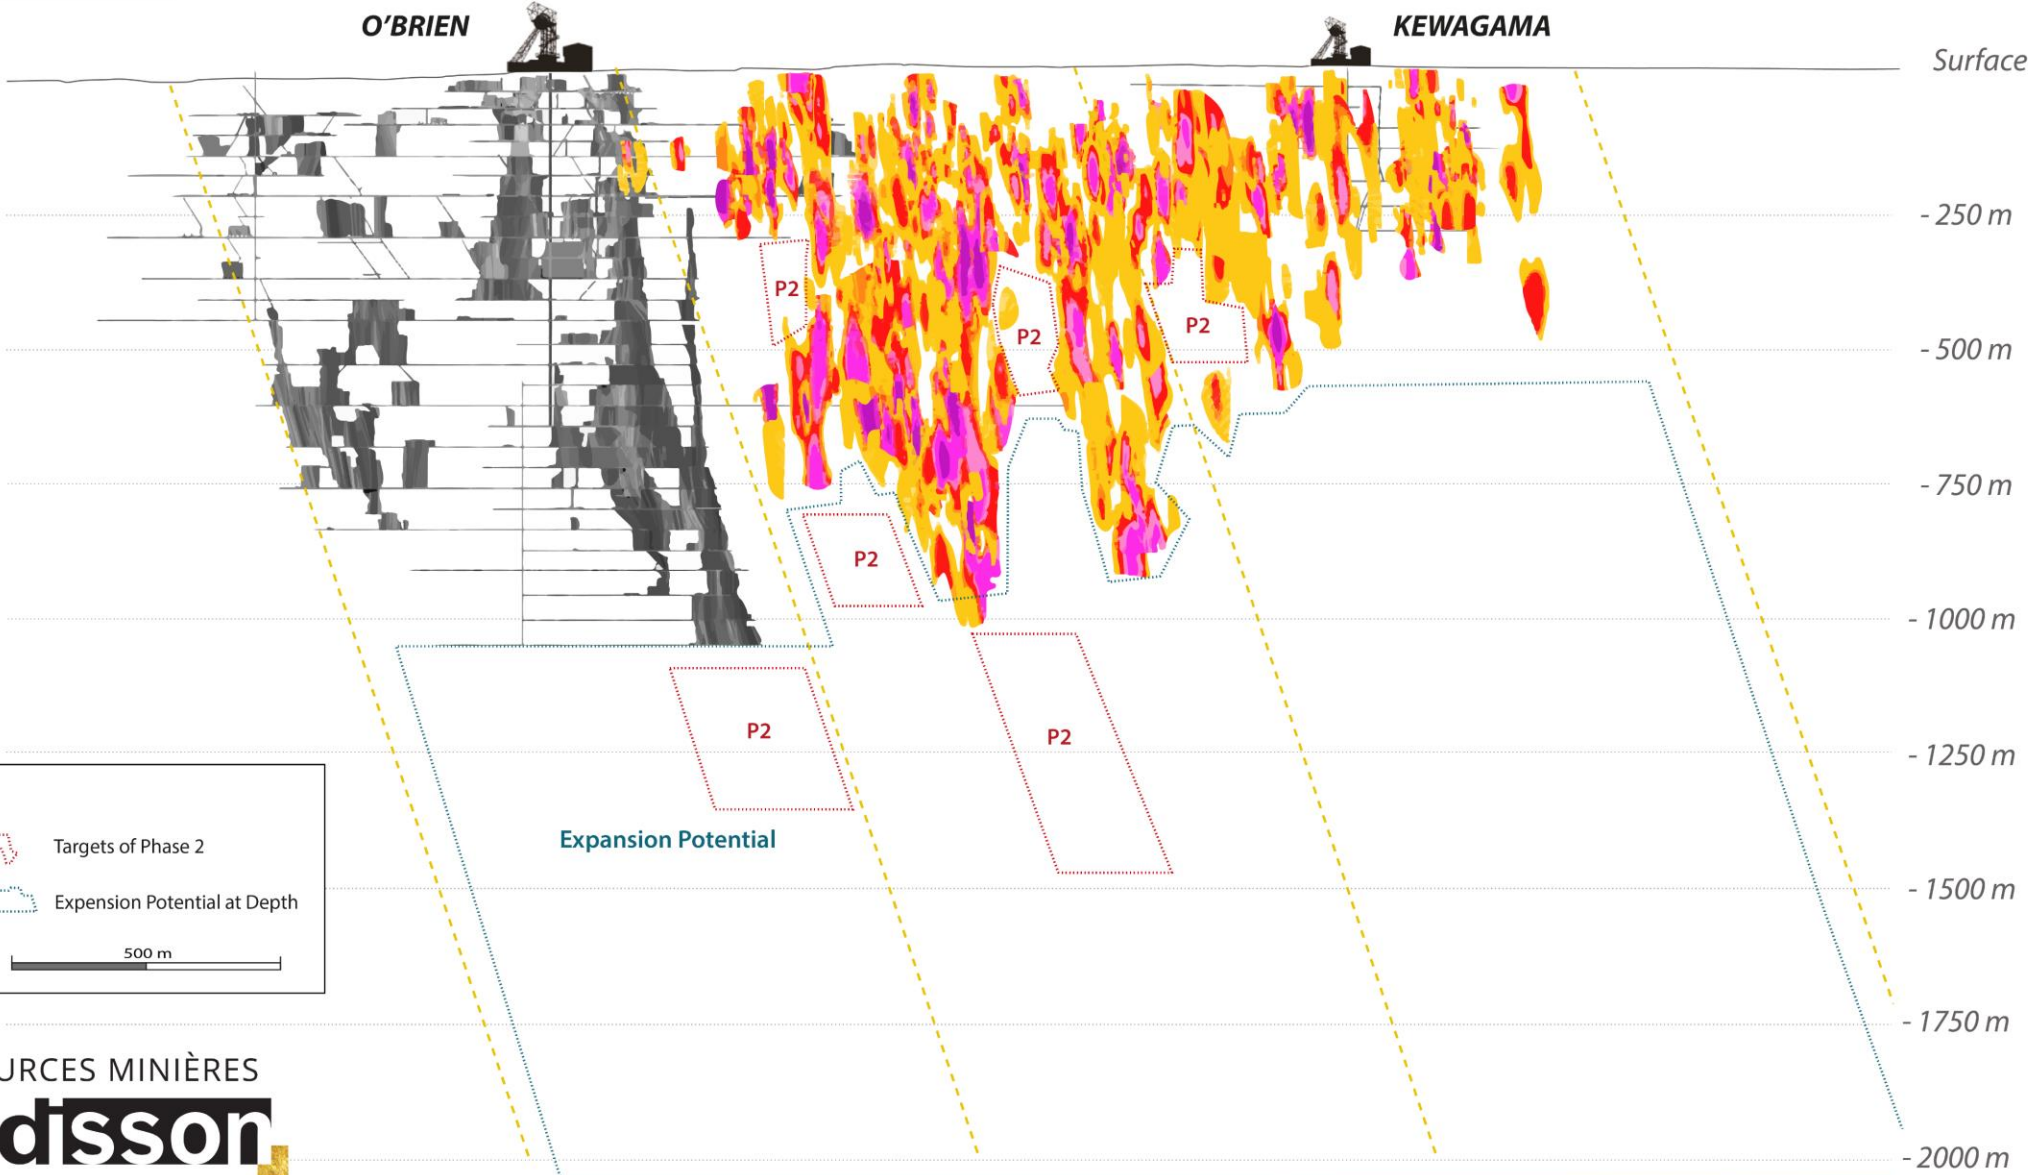 O'BRIEN
KEWAGAMA
Surface
- 250 m
P2
P2
P2
- 500 m
- 750 m
P2
- 1000 m
P2
P2
- 1250 m
Expansion Potential
Targets of Phase 2
- 1500 m
Expension Potential at Depth
500 m
- 1750 m
URCES MINIÈRES
disson
- 2000 m